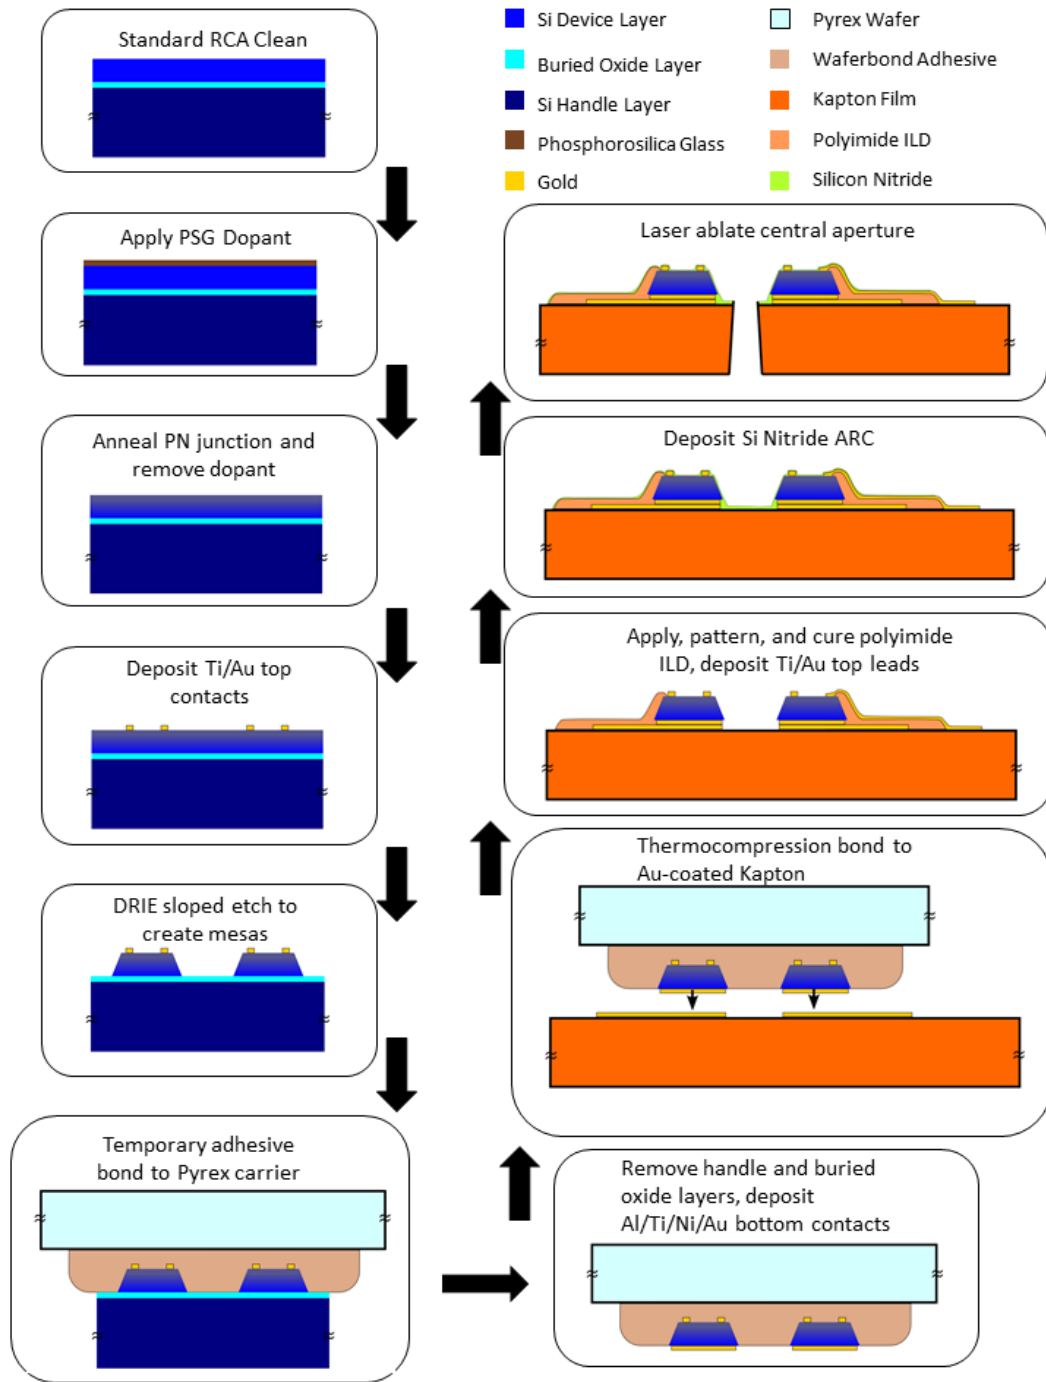 Standard RCA Clean
Apply PSG Dopant
Anneal PN junction and
remove dopant
Deposit Ti/Au top
contacts
DRIE sloped etch to
create mesas
Temporary adhesive
bond to Pyrex carrier
Si Device Layer
Buried Oxide Layer
Si Handle Layer
Phosphorosilica Glass
Gold
Pyrex Wafer
Waferbond Adhesive
Kapton Film
Polyimide ILD
Silicon Nitride
Laser ablate central aperture
Deposit Si Nitride ARC
Apply, pattern, and cure polyimide
ILD, deposit Ti/Au top leads
Thermocompression bond to
Au-coated Kapton
Remove handle and buried
oxide layers, deposit
Al/Ti/Ni/Au bottom contacts